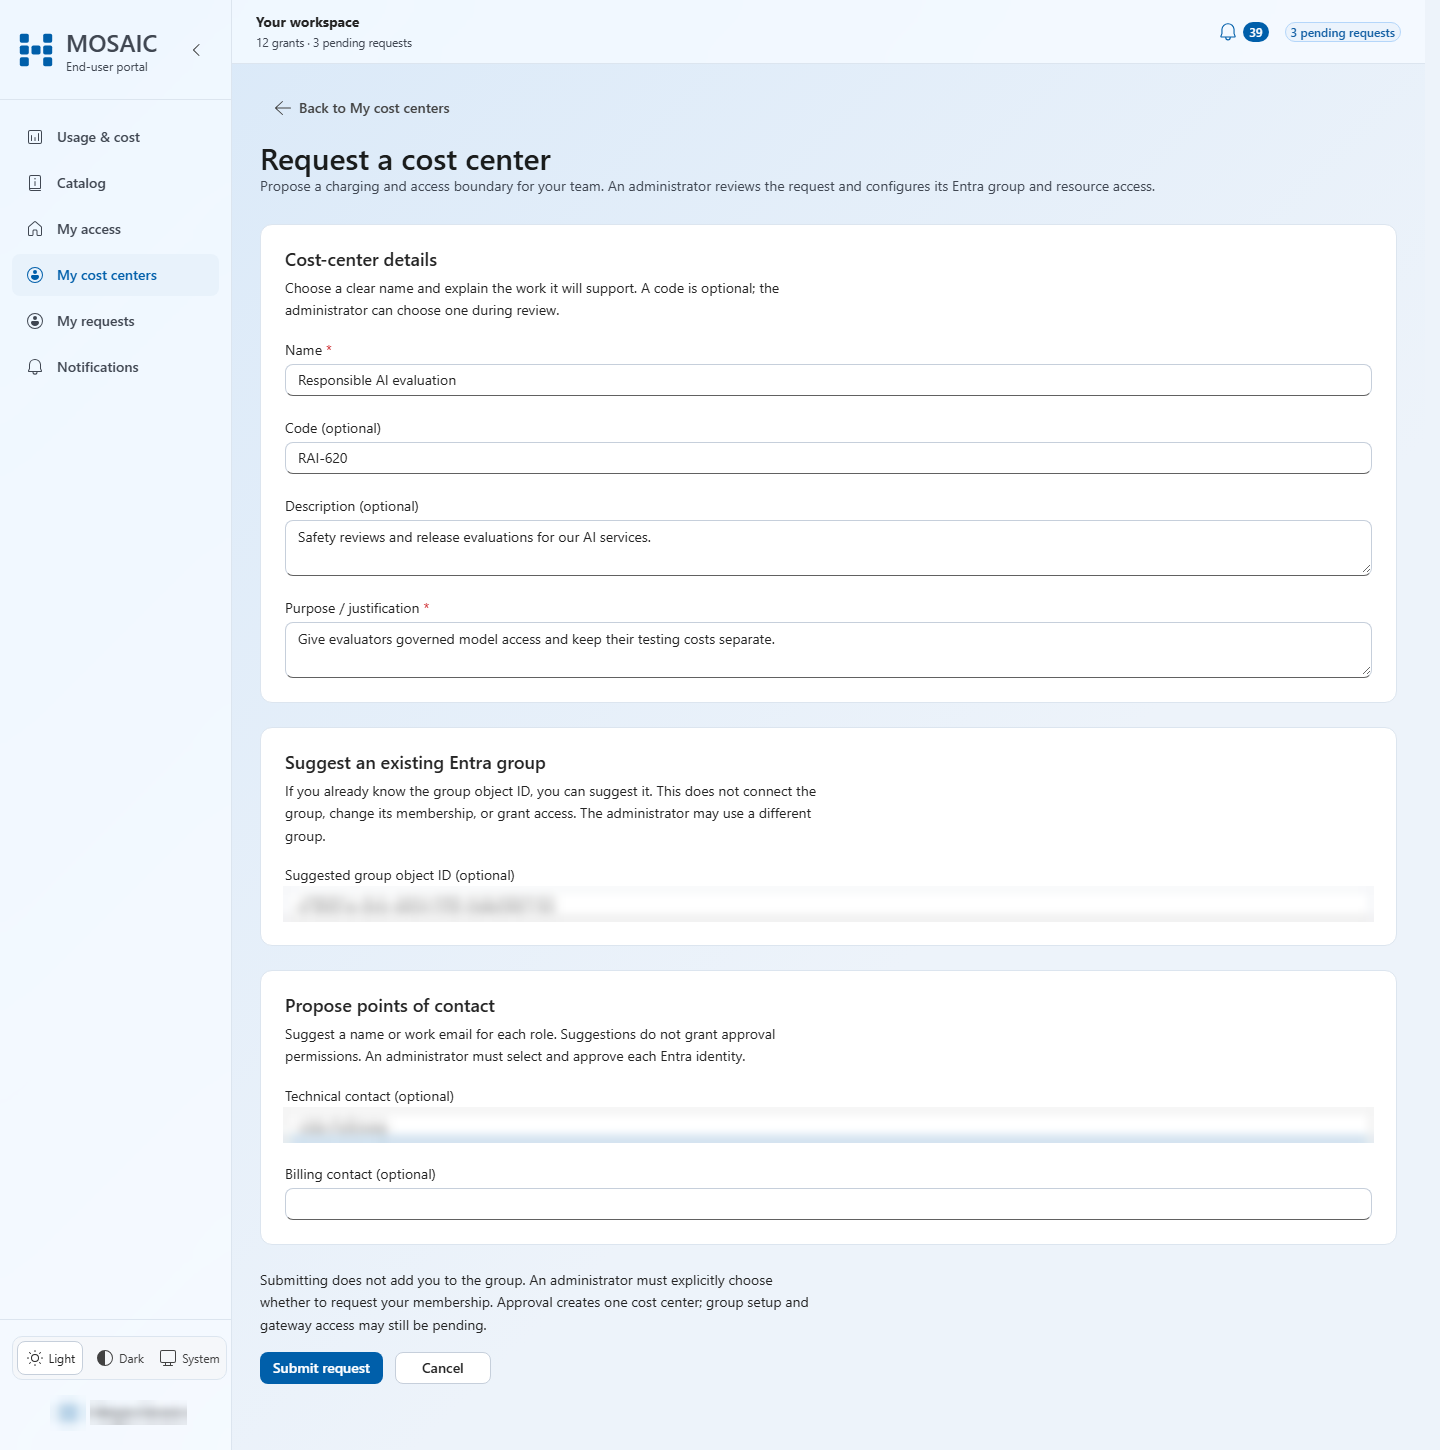 MOSAIC
End-user portal
Usage & cost
Catalog
My access
My cost centers
My requests
Notifications
Light
Dark
System
Your workspace
12 grants · 3 pending requests
39
3 pending requests
Back to My cost centers
Request a cost center
Propose a charging and access boundary for your team. An administrator reviews the request and configures its Entra group and resource access.
Cost-center details
Choose a clear name and explain the work it will support. A code is optional; the
administrator can choose one during review.
Name *
Responsible AI evaluation
Code (optional)
RAI-620
Description (optional)
Safety reviews and release evaluations for our AI services.
Purpose / justification *
Give evaluators governed model access and keep their testing costs separate.
Suggest an existing Entra group
If you already know the group object ID, you can suggest it. This does not connect the
group, change its membership, or grant access. The administrator may use a different
group.
Suggested group object ID (optional)
Propose points of contact
Suggest a name or work email for each role. Suggestions do not grant approval
permissions. An administrator must select and approve each Entra identity.
Technical contact (optional)
Billing contact (optional)
Submitting does not add you to the group. An administrator must explicitly choose
whether to request your membership. Approval creates one cost center; group setup and
gateway access may still be pending.
Submit request
Cancel